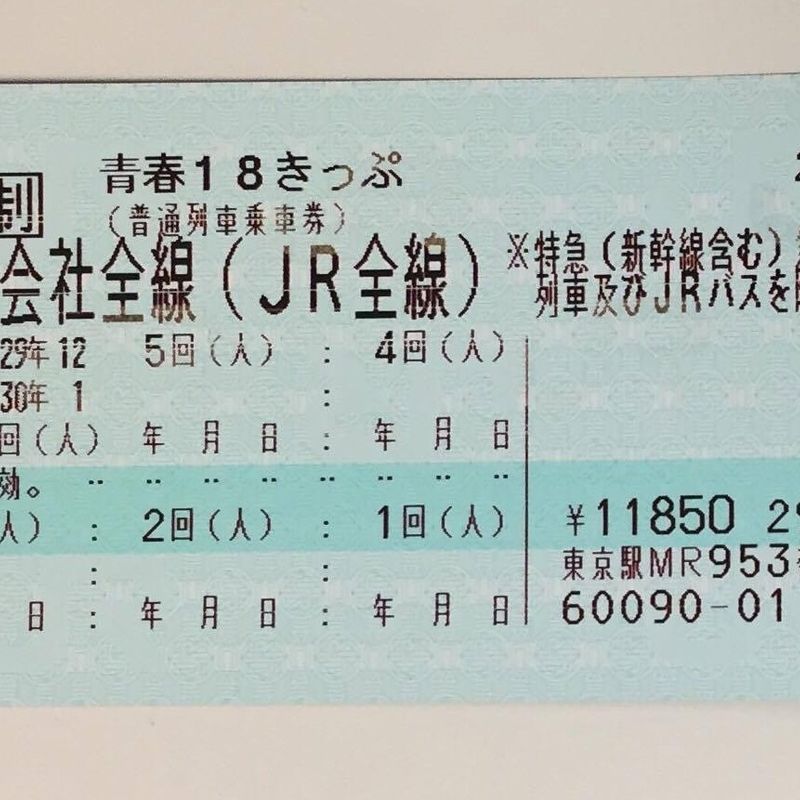 制 青春１８きっぷ
（普通列車乗車券）
会社全線（ＪＲ全線）
※特急（新幹線含む）
列車及びＪＲバスを
29年12 5回（人） : 4回（人）
30年 1 :
回（人） 年 月 日 : 年 月 日
効。 ‥ ‥ ‥ ‥ ‥ ‥ ‥ ‥
人） : 2回（人） : 1回（人）
: :
日 : 年 月 日 : 年 月 日
￥11850 29
東京駅ＭＲ953
60090-01